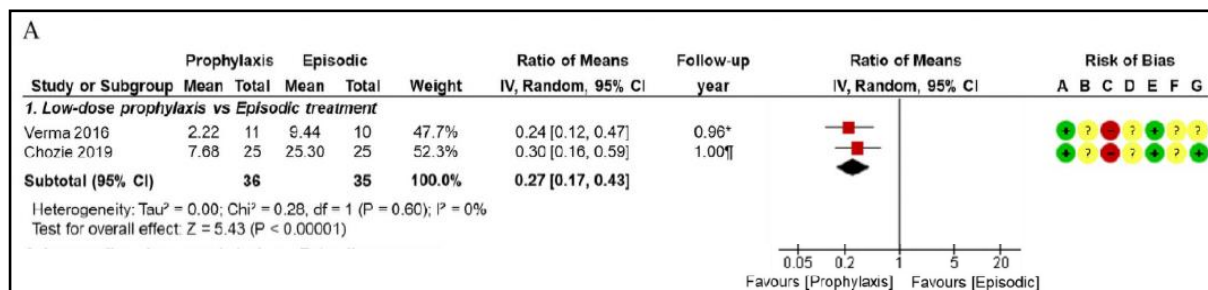 A
Prophylaxis Episodic Ratio of Means Follow-up Ratio of Means Risk of Bias
Study or Subgroup Mean Total Mean Total Weight IV, Random, 95% CI year IV, Random, 95% CI A B C D E F G
1. Low-dose prophylaxis vs Episodic treatment
Verma 2016 2.22 11 9.44 10 47.7% 0.24 [0.12, 0.47] 0.96* + ? - ? + ? ?
Chozie 2019 7.68 25 25.30 25 52.3% 0.30 [0.16, 0.59] 1.00¶ + ? - ? + ? +
Subtotal (95% CI) 36 35 100.0% 0.27 [0.17, 0.43]
Heterogeneity: Tau² = 0.00; Chi² = 0.28, df = 1 (P = 0.60); I² = 0%
Test for overall effect: Z = 5.43 (P < 0.00001)
0.05 0.2 1 5 20
Favours [Prophylaxis] Favours [Episodic]